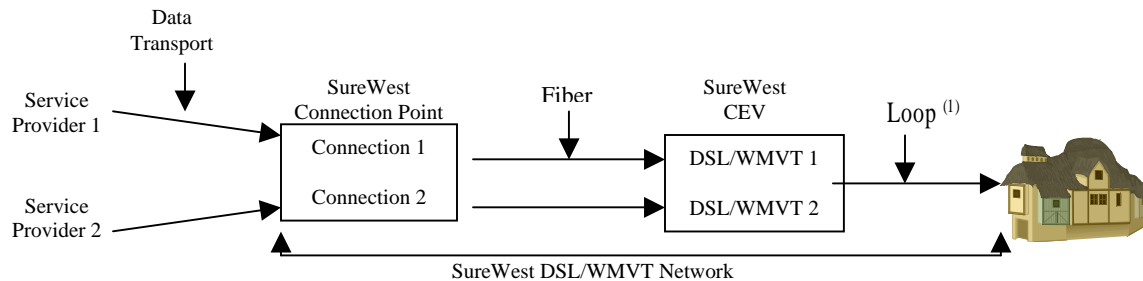 Data
Transport
Service
Provider 1
Service
Provider 2
SureWest
Connection Point
Connection 1
Connection 2
Fiber
SureWest
CEV
DSL/WMVT 1
DSL/WMVT 2
Loop (1)
SureWest DSL/WMVT Network